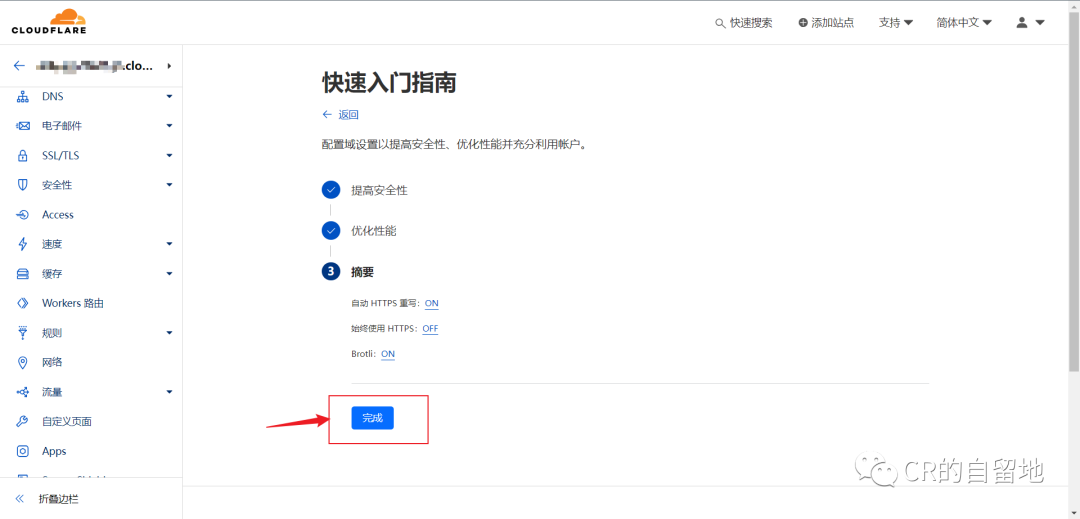 CLOUDFLARE
快速搜索
添加站点
支持
简体中文
.clo...
DNS
电子邮件
SSL/TLS
安全性
Access
速度
缓存
Workers 路由
规则
网络
流量
自定义页面
Apps
折叠边栏
快速入门指南
返回
配置域设置以提高安全性、优化性能并充分利用帐户。
提高安全性
优化性能
3 摘要
自动 HTTPS 重写：ON
始终使用 HTTPS：OFF
Brotli：ON
完成
CR的自留地